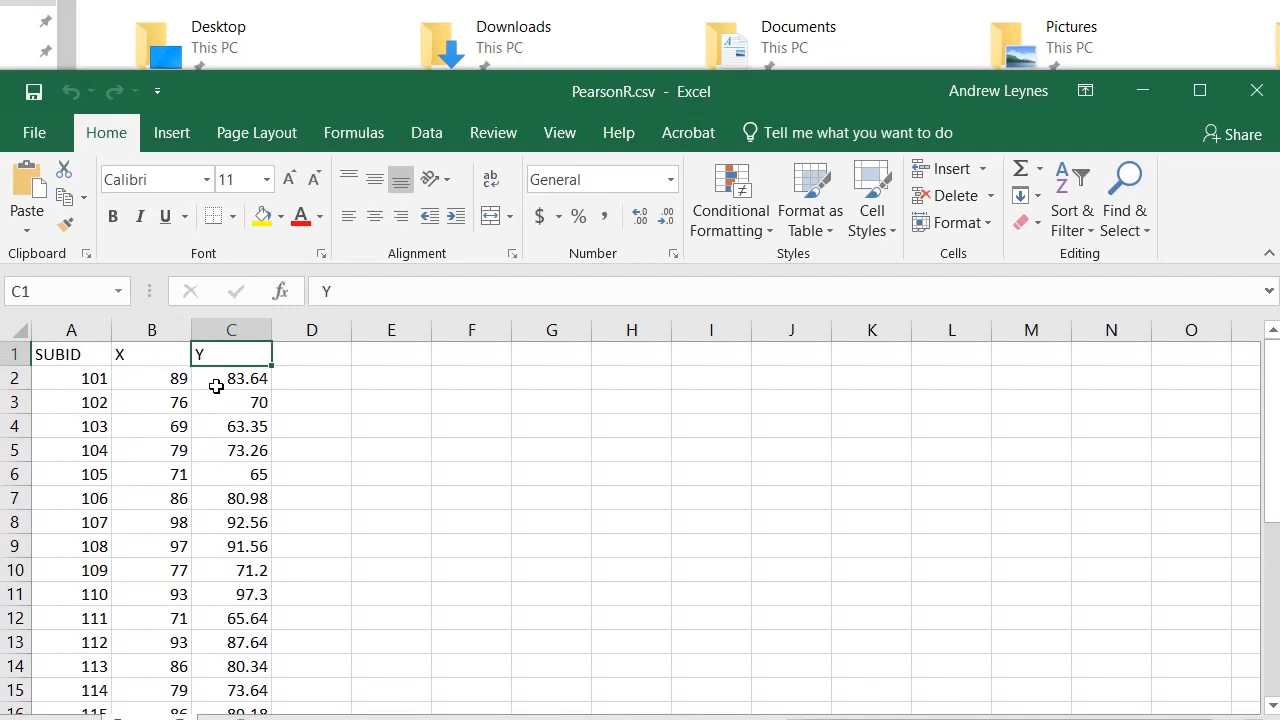 Desktop Downloads Documents Pictures
This PC This PC This PC This PC
PearsonR.csv - Excel Andrew Leynes
File Home Insert Page Layout Formulas Data Review View Help Acrobat Tell me what you want to do Share
Calibri 11 General
Paste
B I U A $ % ,
Conditional Formatting
Format as Table
Cell Styles
Insert
Delete
Format
Sort & Filter
Find & Select
Clipboard Font Alignment Number Styles Cells Editing
C1 fx Y
A B C D E F G H I J K L M N O
1 SUBID X Y
2 101 89 83.64
3 102 76 70
4 103 69 63.35
5 104 79 73.26
6 105 71 65
7 106 86 80.98
8 107 98 92.56
9 108 97 91.56
10 109 77 71.2
11 110 93 97.3
12 111 71 65.64
13 112 93 87.64
14 113 86 80.34
15 114 79 73.64
16 115 86 80.18